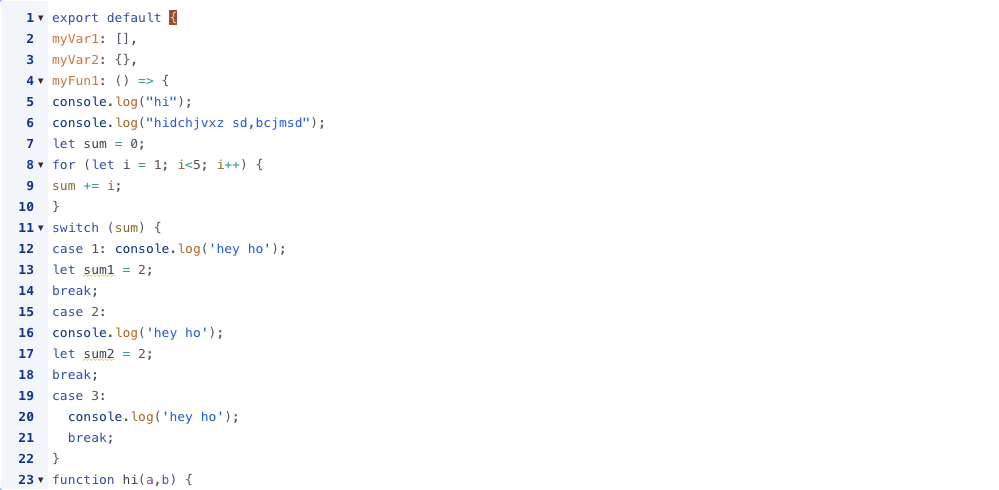 1 export default {
2 myVar1: [],
3 myVar2: {},
4 myFun1: () => {
5 console.log("hi");
6 console.log("hidchjvxz sd,bcjmsd");
7 let sum = 0;
8 for (let i = 1; i<5; i++) {
9 sum += i;
10 }
11 switch (sum) {
12 case 1: console.log('hey ho');
13 let sum1 = 2;
14 break;
15 case 2:
16 console.log('hey ho');
17 let sum2 = 2;
18 break;
19 case 3:
20   console.log('hey ho');
21   break;
22 }
23 function hi(a,b) {